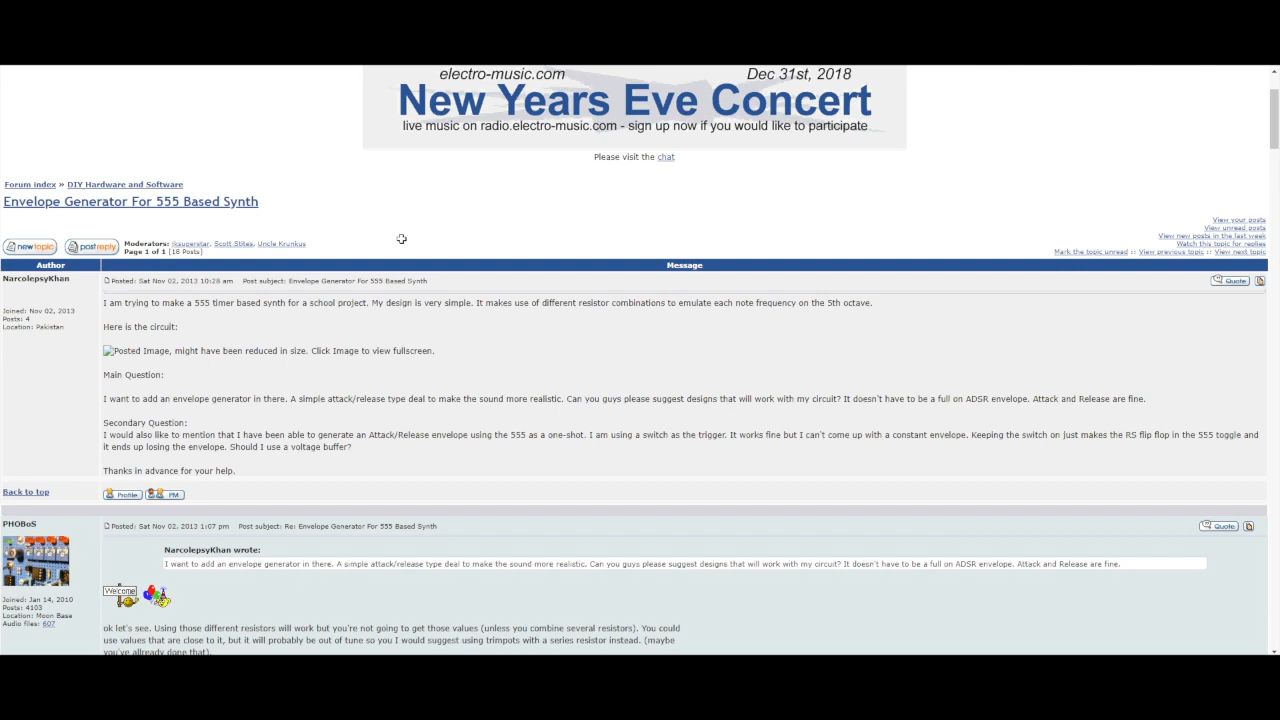 electro-music.com Dec 31st, 2018
New Years Eve Concert
live music on radio.electro-music.com - sign up now if you would like to participate
Please visit the chat
Forum index » DIY Hardware and Software
Envelope Generator For 555 Based Synth
View your posts
View unread posts
View new posts in the last week
Watch this topic for replies
Mark the topic unread :: View previous topic :: View next topic
newtopic postreply Moderators: jksuperstar, Scott Stites, Uncle Krunkus
Page 1 of 1 [18 Posts]
Author Message
NarcolepsyKhan
Joined: Nov 02, 2013
Posts: 4
Location: Pakistan
Posted: Sat Nov 02, 2013 10:28 am Post subject: Envelope Generator For 555 Based Synth Quote
I am trying to make a 555 timer based synth for a school project. My design is very simple. It makes use of different resistor combinations to emulate each note frequency on the 5th octave.
Here is the circuit:
Posted Image, might have been reduced in size. Click Image to view fullscreen.
Main Question:
I want to add an envelope generator in there. A simple attack/release type deal to make the sound more realistic. Can you guys please suggest designs that will work with my circuit? It doesn't have to be a full on ADSR envelope. Attack and Release are fine.
Secondary Question:
I would also like to mention that I have been able to generate an Attack/Release envelope using the 555 as a one-shot. I am using a switch as the trigger. It works fine but I can't come up with a constant envelope. Keeping the switch on just makes the RS flip flop in the 555 toggle and
it ends up losing the envelope. Should I use a voltage buffer?
Thanks in advance for your help.
Back to top Profile PM
PHOBoS
Joined: Jan 14, 2010
Posts: 4103
Location: Moon Base
Audio files: 607
Posted: Sat Nov 02, 2013 1:07 pm Post subject: Re: Envelope Generator For 555 Based Synth Quote
NarcolepsyKhan wrote:
I want to add an envelope generator in there. A simple attack/release type deal to make the sound more realistic. Can you guys please suggest designs that will work with my circuit? It doesn't have to be a full on ADSR envelope. Attack and Release are fine.
Welcome
ok let's see. Using those different resistors will work but you're not going to get those values (unless you combine several resistors). You could
use values that are close to it, but it will probably be out of tune so you I would suggest using trimpots with a series resistor instead. (maybe
you've allready done that).